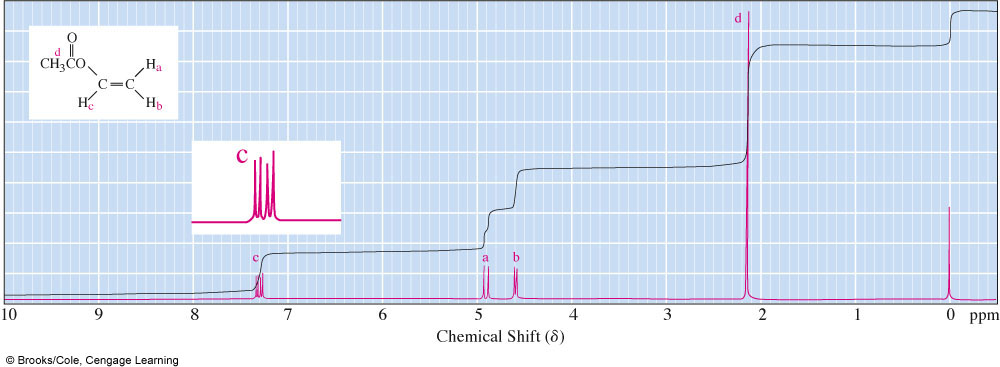 d
O
d
CH3CO
Ha
C=C
Hc
Hb
c
c
a
b
10 9 8 7 6 5 4 3 2 1 0 ppm
Chemical Shift (δ)
© Brooks/Cole, Cengage Learning